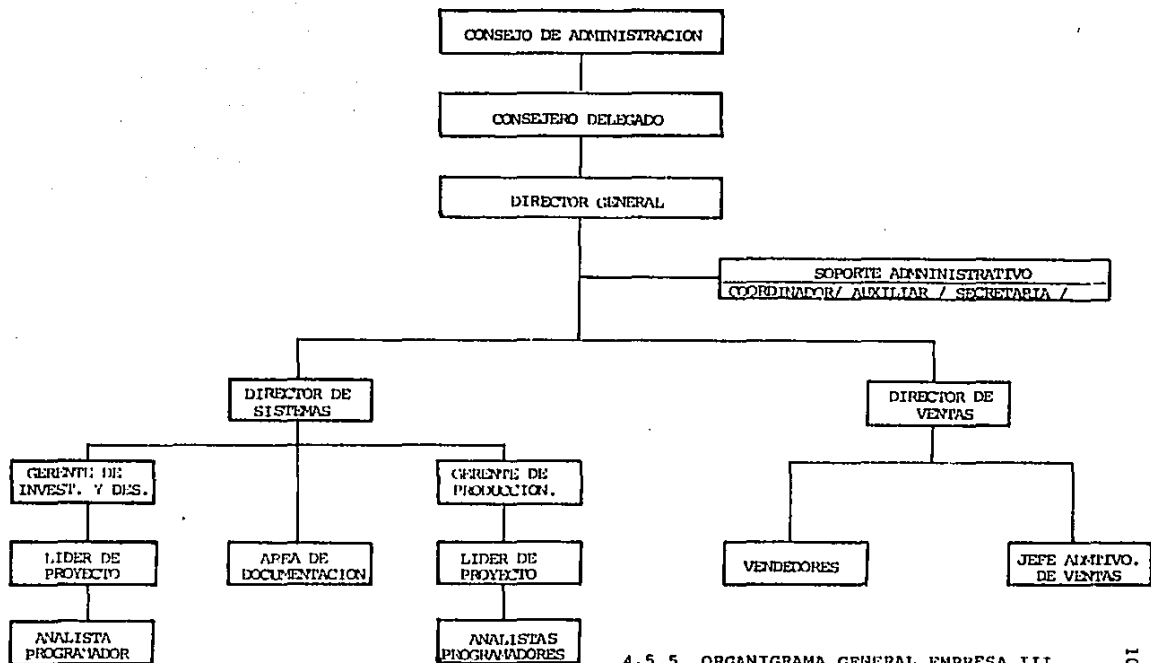 CONSEJO DE ADMINISTRACION
CONSEJERO DELEGADO
DIRECTOR GENERAL
SOPORTE ADMNINISTRATIVO
COORDINADOR/ AUXILIAR / SECRETARIA /
DIRECTOR DE
SISTEMAS
DIRECTOR DE
VENTAS
GERENTE DE
INVEST. Y DES.
GERENTE DE
PRODUCCION.
LIDER DE
PROYECTO
AREA DE
DOCUMENTACION
LIDER DE
PROYECTO
VENDEDORES
JEFE ADMTIVO.
DE VENTAS
ANALISTA
PROGRAMADOR
ANALISTAS
PROGRAMADORES
4.5.5 ORGANIGRAMA GENERAL EMPRESA III